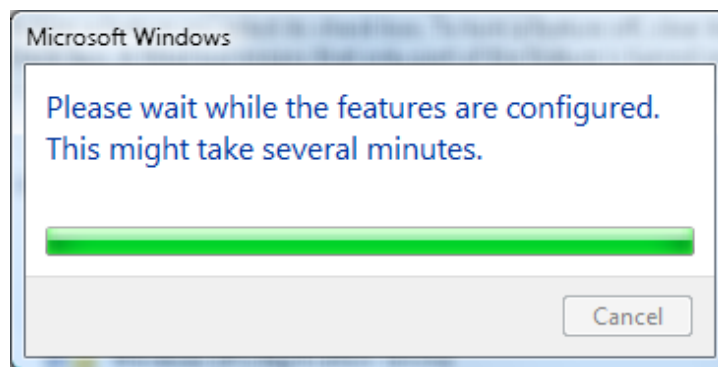 Microsoft Windows
Please wait while the features are configured.
This might take several minutes.
Cancel